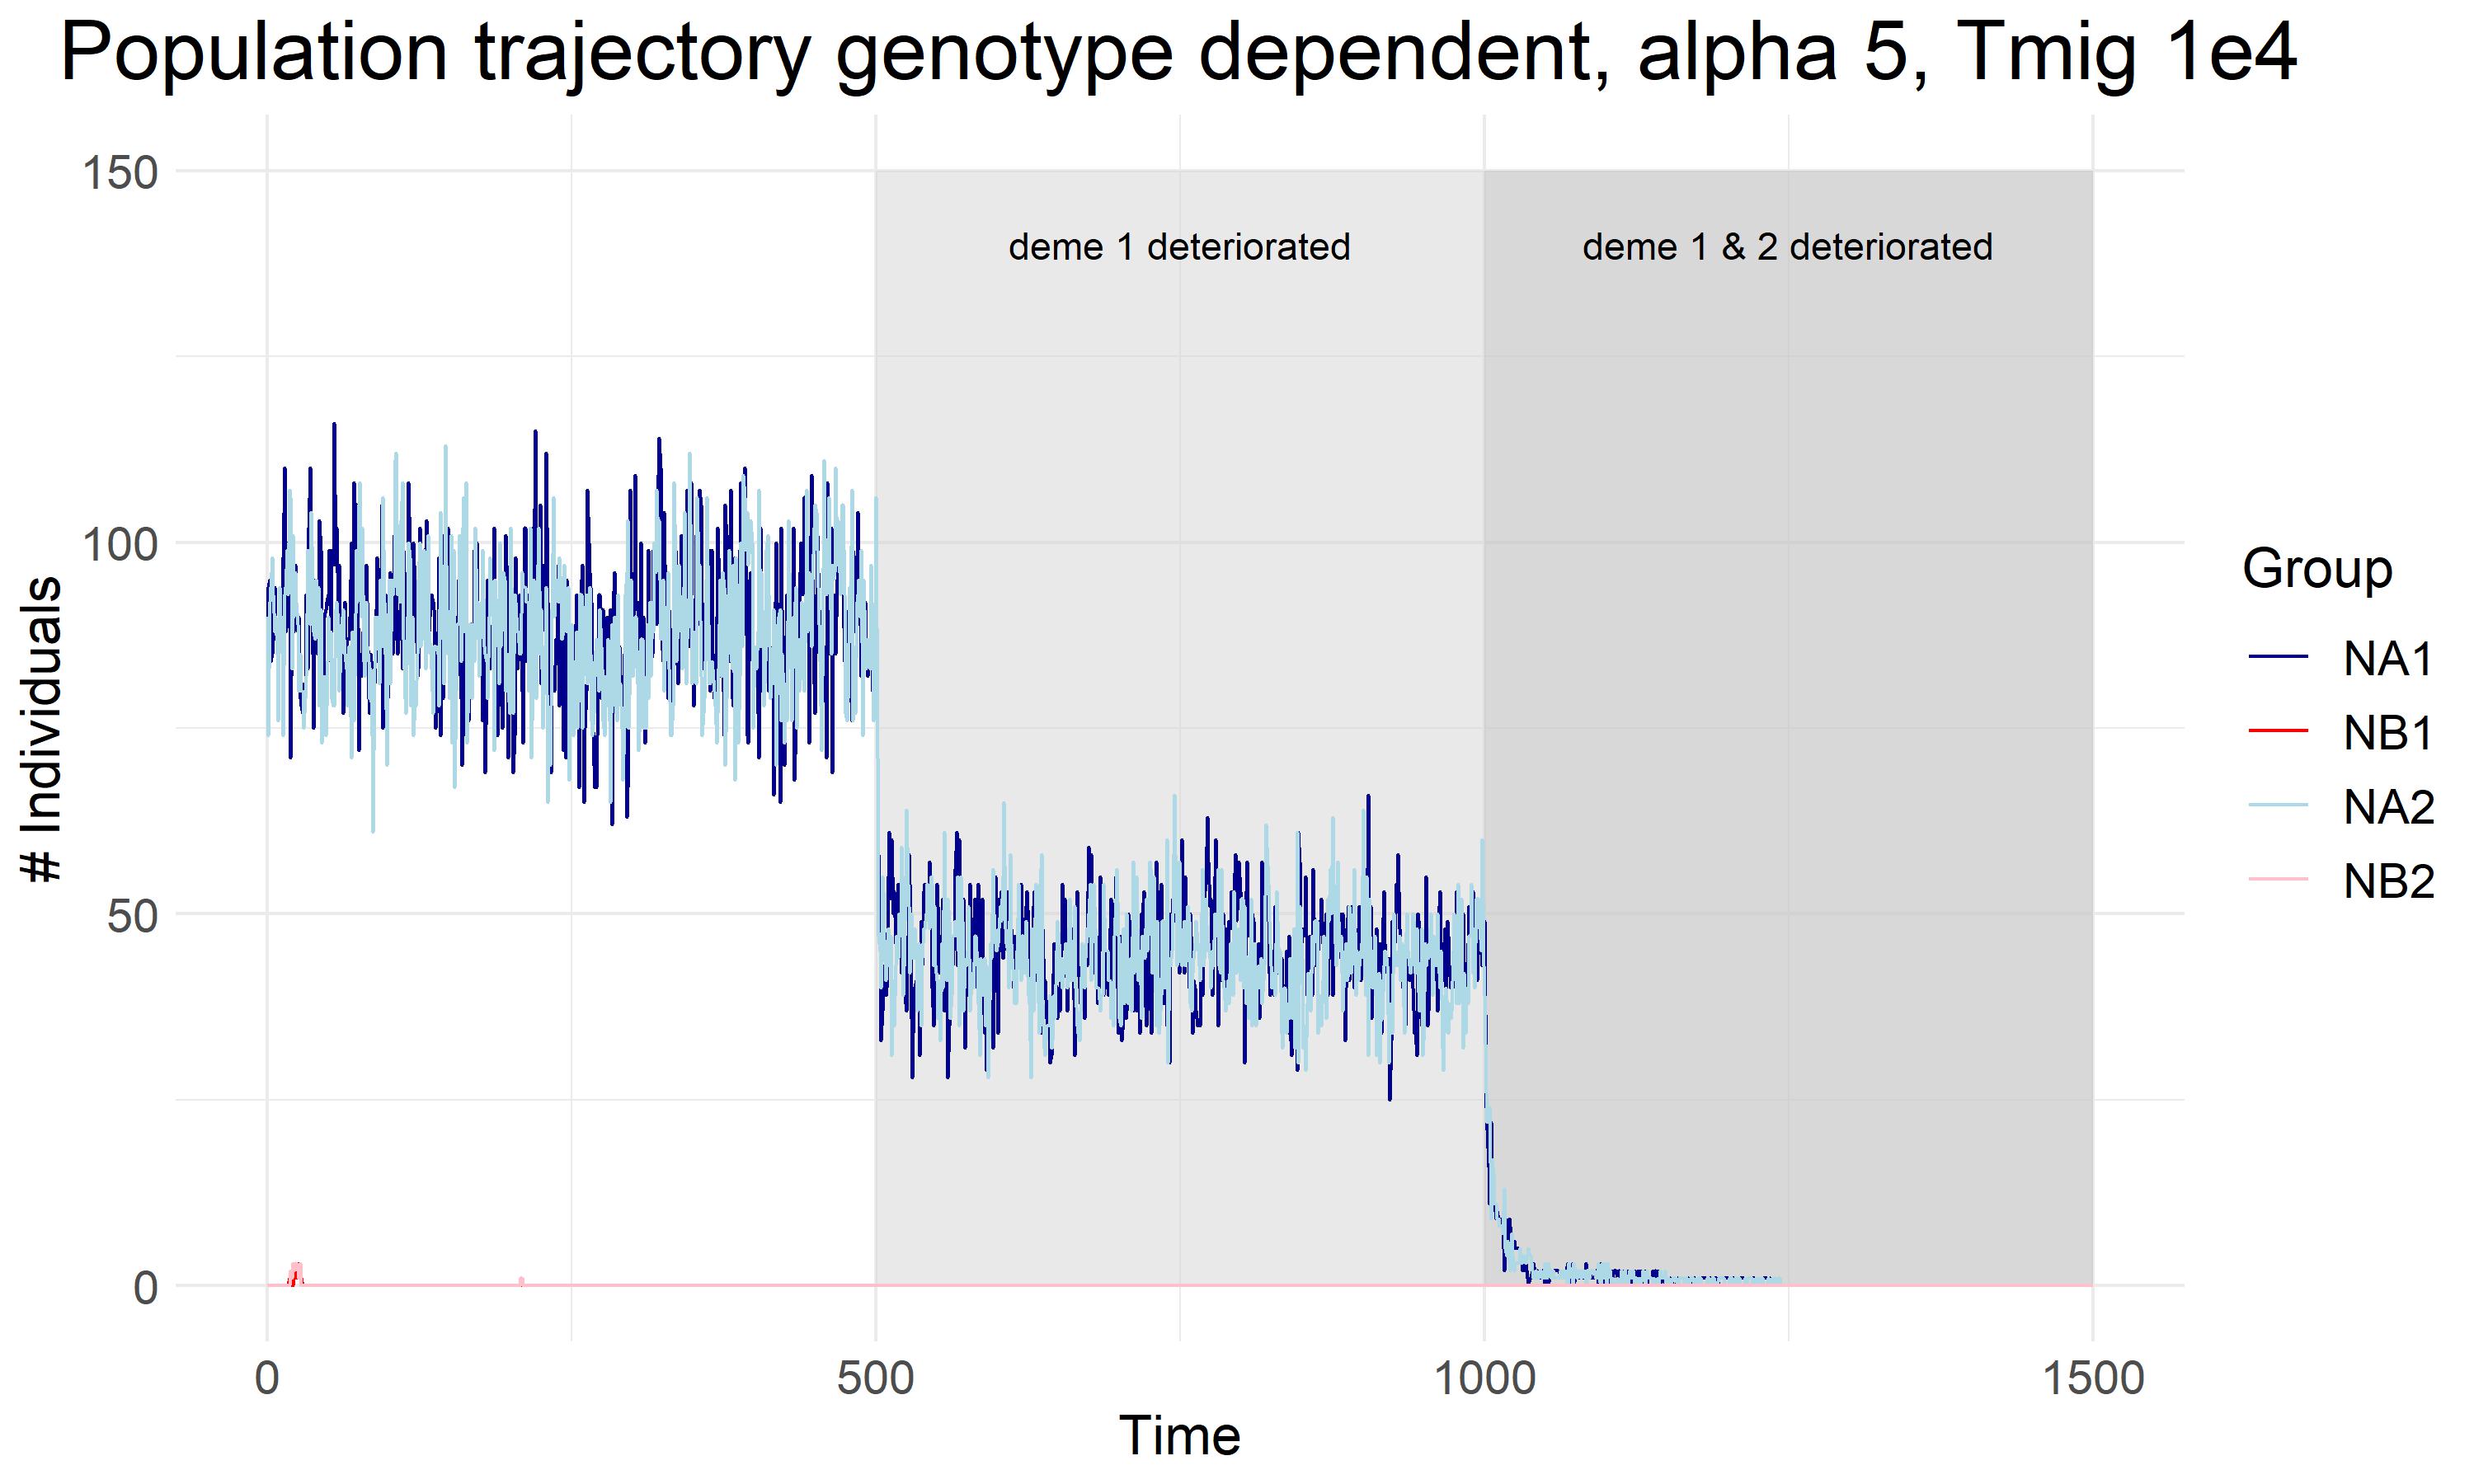 Population trajectory genotype dependent, alpha 5, Tmig 1e4
150
100
50
0
# Individuals
deme 1 deteriorated
deme 1 & 2 deteriorated
0
500
1000
1500
Time
Group
NA1
NB1
NA2
NB2